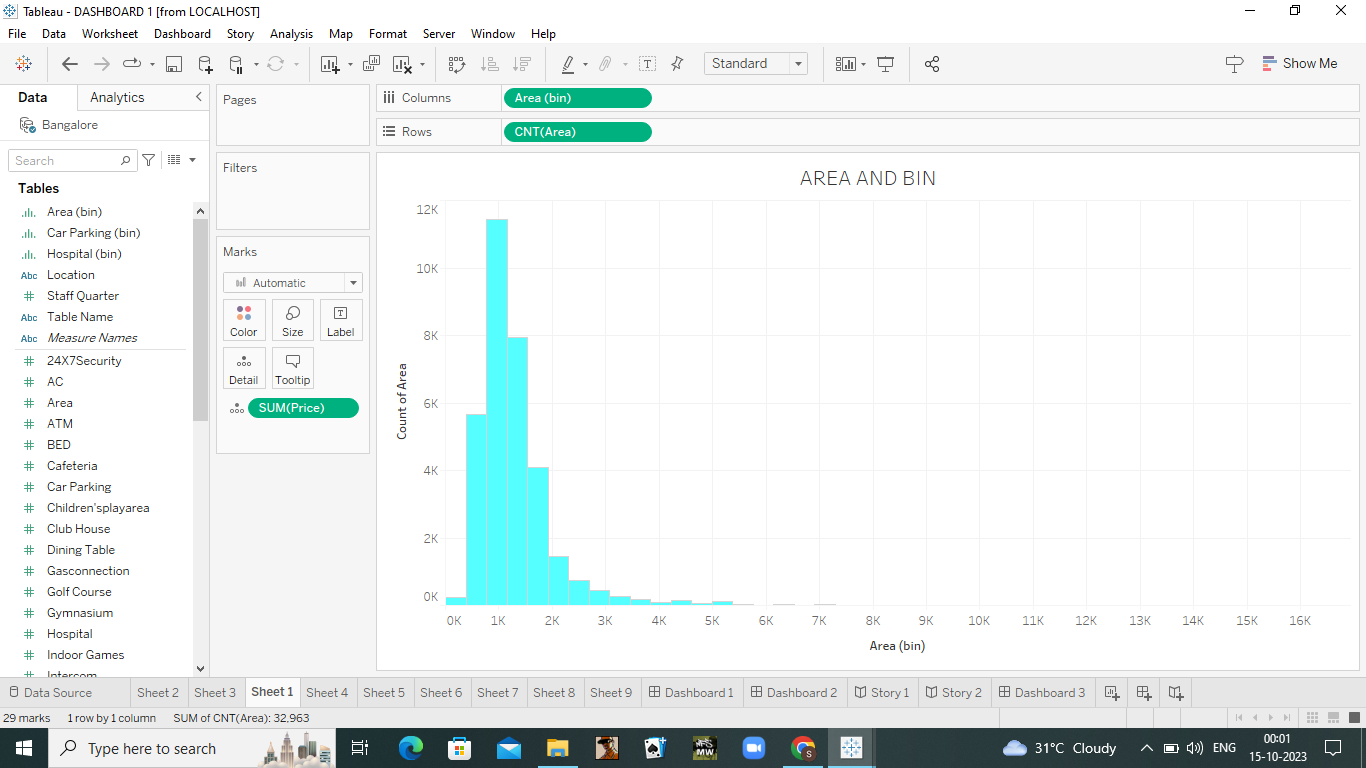 Tableau - DASHBOARD 1 [from LOCALHOST]
File Data Worksheet Dashboard Story Analysis Map Format Server Window Help
Standard
Show Me
Data Analytics
Bangalore
Search
Tables
Area (bin)
Car Parking (bin)
Hospital (bin)
Abc Location
Staff Quarter
Abc Table Name
Abc Measure Names
24X7Security
AC
Area
ATM
BED
Cafeteria
Car Parking
Children'splayarea
Club House
Dining Table
Gasconnection
Golf Course
Gymnasium
Hospital
Indoor Games
Intercom
Pages
Filters
Marks
Automatic
Color Size Label
Detail Tooltip
SUM(Price)
Columns Area (bin)
Rows CNT(Area)
AREA AND BIN
12K
10K
8K
6K
4K
2K
0K
Count of Area
0K 1K 2K 3K 4K 5K 6K 7K 8K 9K 10K 11K 12K 13K 14K 15K 16K
Area (bin)
Data Source Sheet 2 Sheet 3 Sheet 1 Sheet 4 Sheet 5 Sheet 6 Sheet 7 Sheet 8 Sheet 9 Dashboard 1 Dashboard 2 Story 1 Story 2 Dashboard 3
29 marks 1 row by 1 column SUM of CNT(Area): 32,963
Type here to search
MW
S
31°C Cloudy
ENG
00:01
15-10-2023